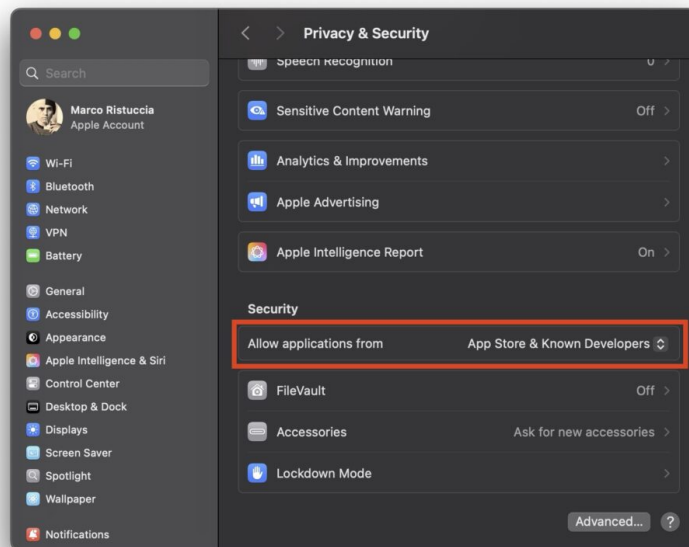 Privacy & Security
Search
Marco Ristuccia
Apple Account
Wi-Fi
Bluetooth
Network
VPN
Battery
General
Accessibility
Appearance
Apple Intelligence & Siri
Control Center
Desktop & Dock
Displays
Screen Saver
Spotlight
Wallpaper
Notifications
Speech Recognition 0
Sensitive Content Warning Off
Analytics & Improvements
Apple Advertising
Apple Intelligence Report On
Security
Allow applications from App Store & Known Developers
FileVault Off
Accessories Ask for new accessories
Lockdown Mode
Advanced... ?